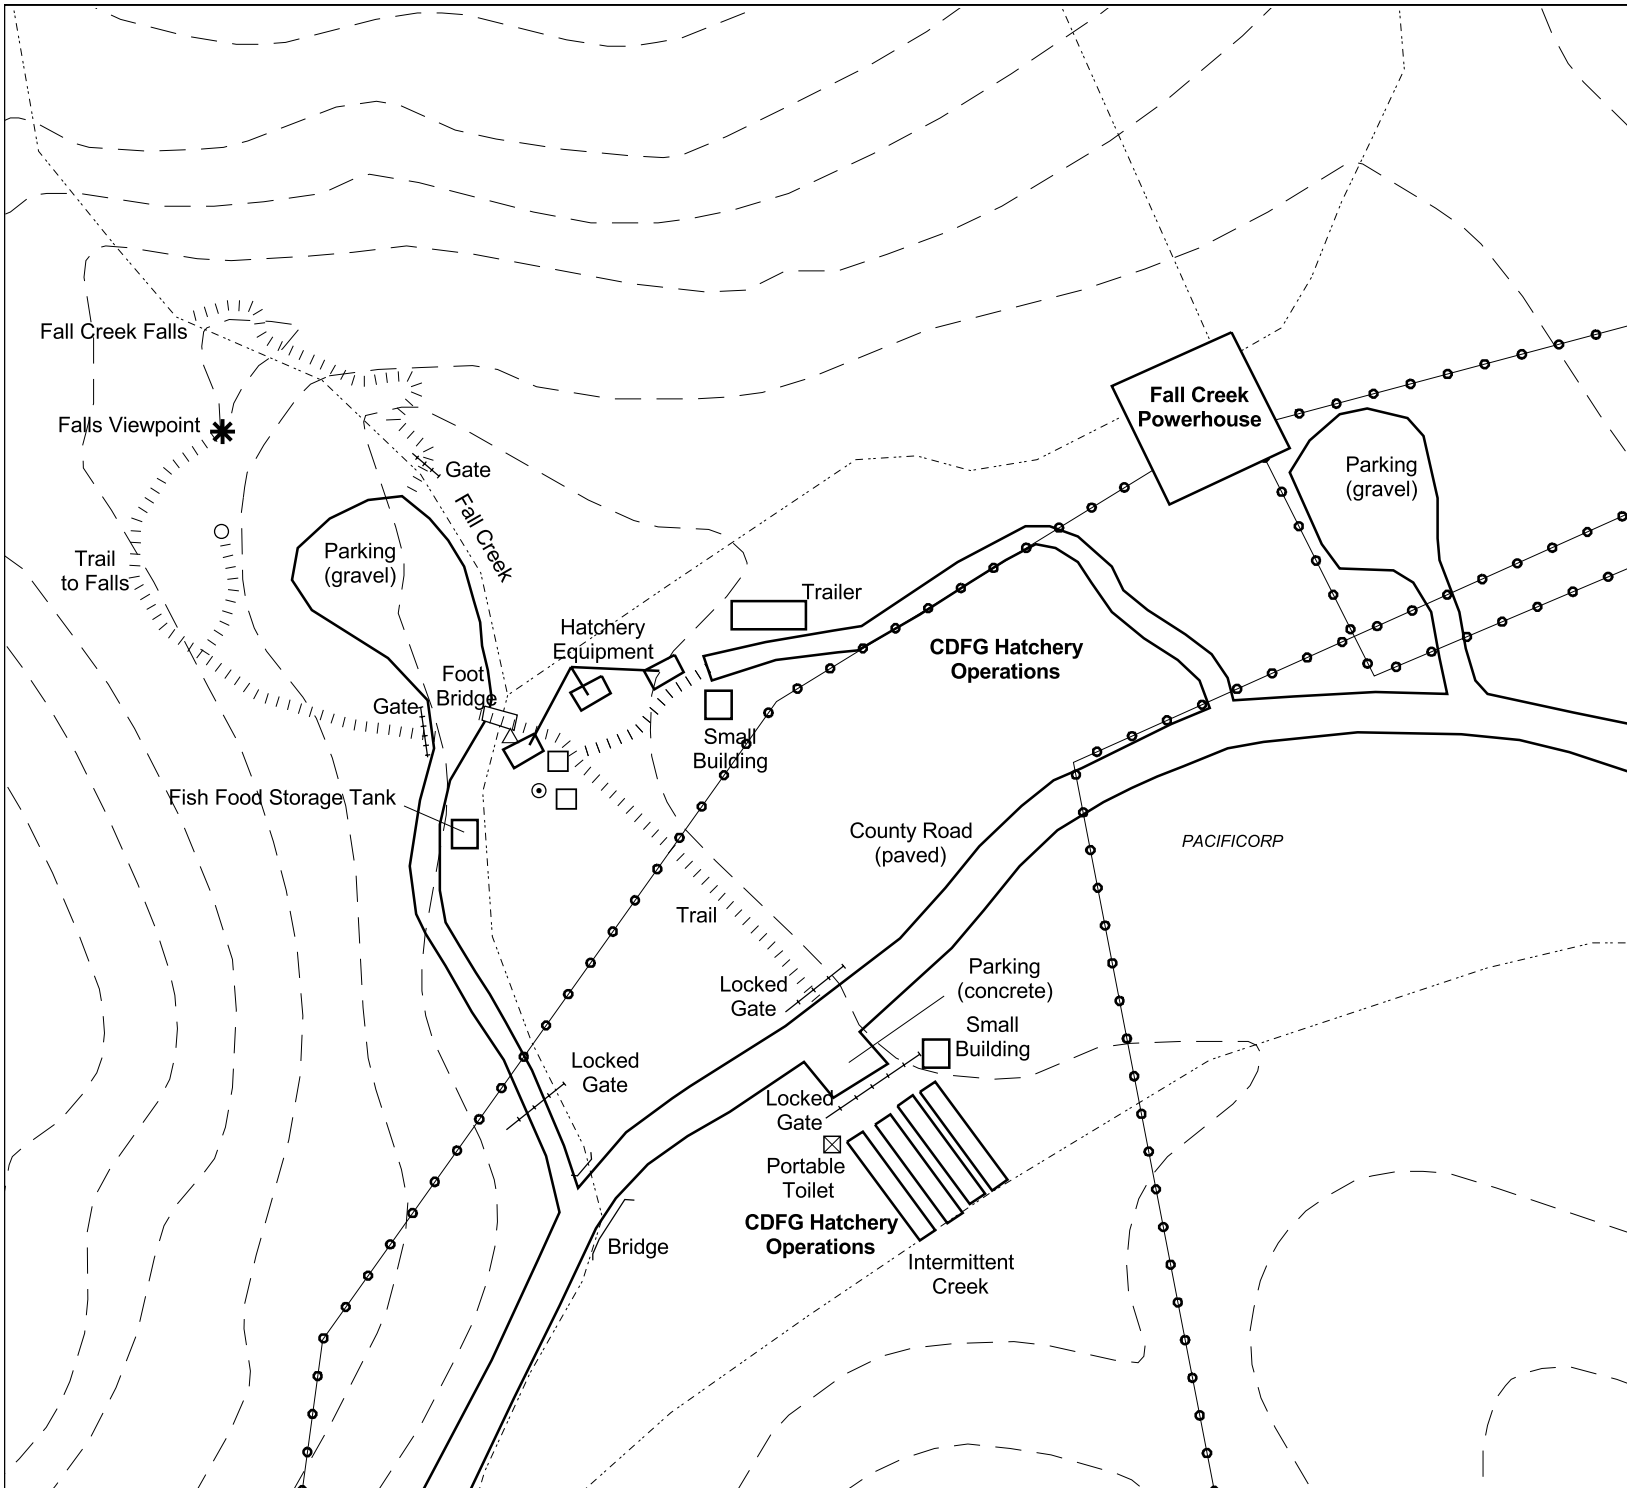 Fall Creek Falls
Fall Creek
Powerhouse
Falls Viewpoint
Gate
Parking
(gravel)
Fall Creek
Parking
(gravel)
Trail
to Falls
Trailer
Hatchery
Equipment
CDFG Hatchery
Operations
Foot
Bridge
Gate
Small
Building
Fish Food Storage Tank
County Road
(paved)
PACIFICORP
Trail
Parking
(concrete)
Locked
Gate
Small
Building
Locked
Gate
Locked
Gate
Portable
Toilet
CDFG Hatchery
Operations
Bridge
Intermittent
Creek